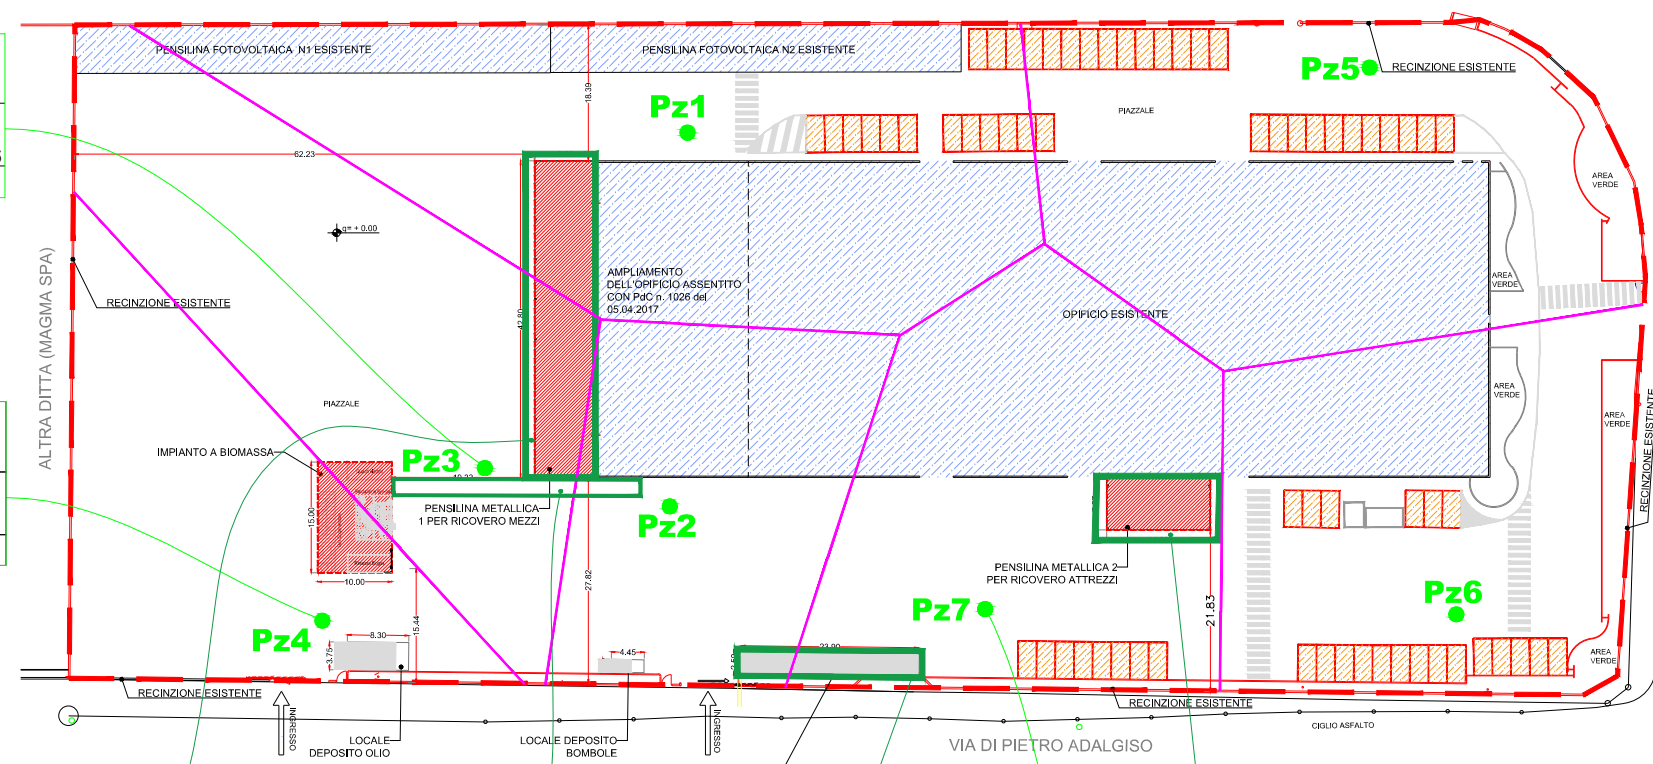 PENSILINA FOTOVOLTAICA N1 ESISTENTE
PENSILINA FOTOVOLTAICA N2 ESISTENTE
Pz5
RECINZIONE ESISTENTE
18.39
Pz1
PIAZZALE
62.23
AREA
VERDE
q= + 0.00
ALTRA DITTA (MAGMA SPA)
RECINZIONE ESISTENTE
AMPLIAMENTO
DELL'OPIFICIO ASSENTITO
CON PdC n. 1026 del
05.04.2017
42.80
OPIFICIO ESISTENTE
AREA
VERDE
PIAZZALE
AREA
VERDE
AREA
VERDE
RECINZIONE ESISTENTE
IMPIANTO A BIOMASSA
Pz3
PENSILINA METALLICA
1 PER RICOVERO MEZZI
Pz2
15.00
10.00
27.82
PENSILINA METALLICA 2
PER RICOVERO ATTREZZI
21.83
Pz7
Pz6
Pz4
8.30
3.75
15.44
4.45
23.00
2.50
AREA
VERDE
RECINZIONE ESISTENTE
RECINZIONE ESISTENTE
INGRESSO
INGRESSO
LOCALE
DEPOSITO OLIO
LOCALE DEPOSITO
BOMBOLE
VIA DI PIETRO ADALGISO
CIGLIO ASFALTO